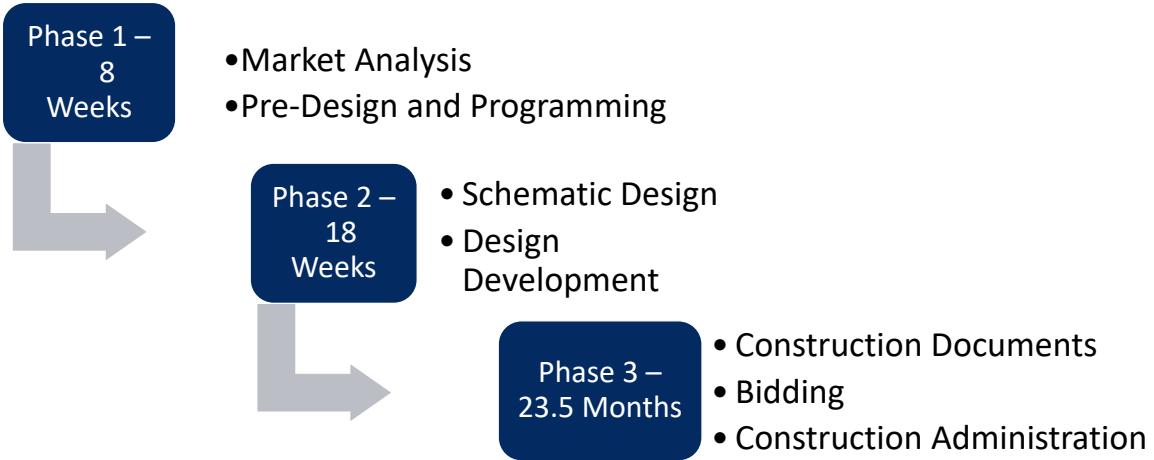 Phase 1 –
8
Weeks
•Market Analysis
•Pre-Design and Programming
Phase 2 –
18
Weeks
• Schematic Design
• Design
Development
Phase 3 –
23.5 Months
• Construction Documents
• Bidding
• Construction Administration